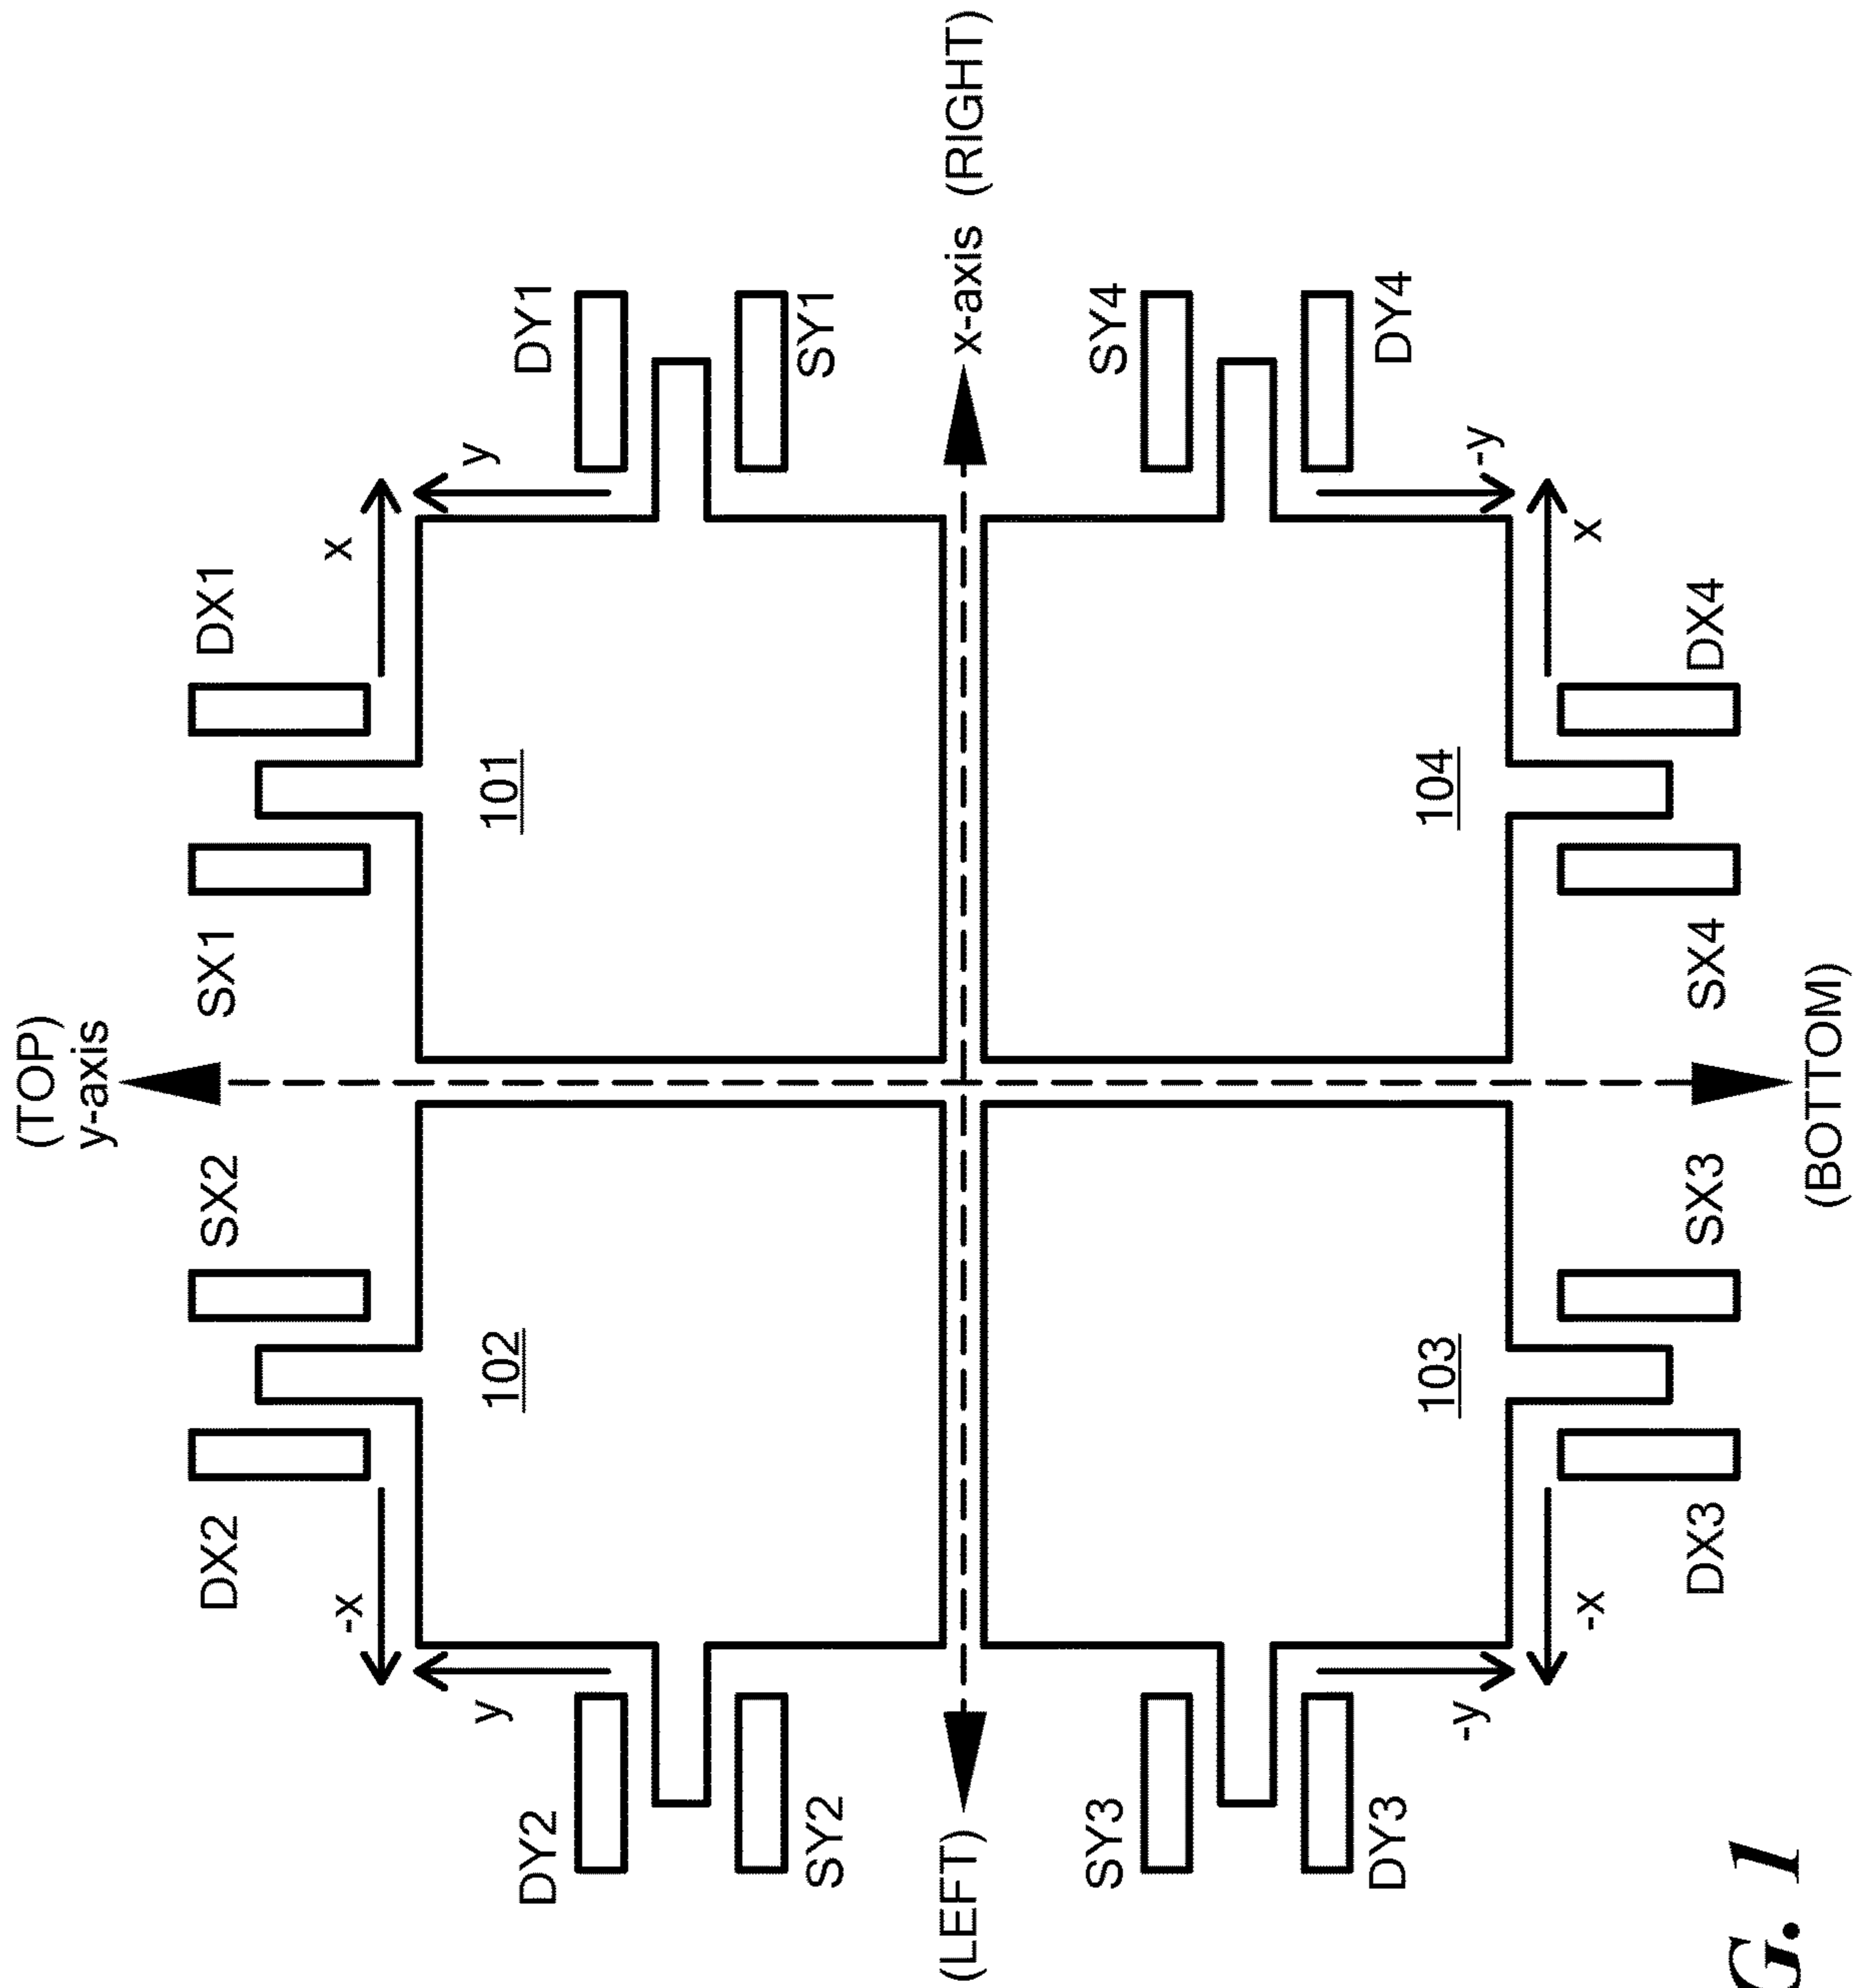 (TOP)
y-axis
DX2
SX2
SX1
DX1
-x
x
y
y
DY2
102
101
DY1
SY2
SY1
(LEFT)
x-axis (RIGHT)
SY3
SY4
DY3
103
104
DY4
-y
-y
-x
x
DX3
SX3
SX4
DX4
(BOTTOM)
G. 1